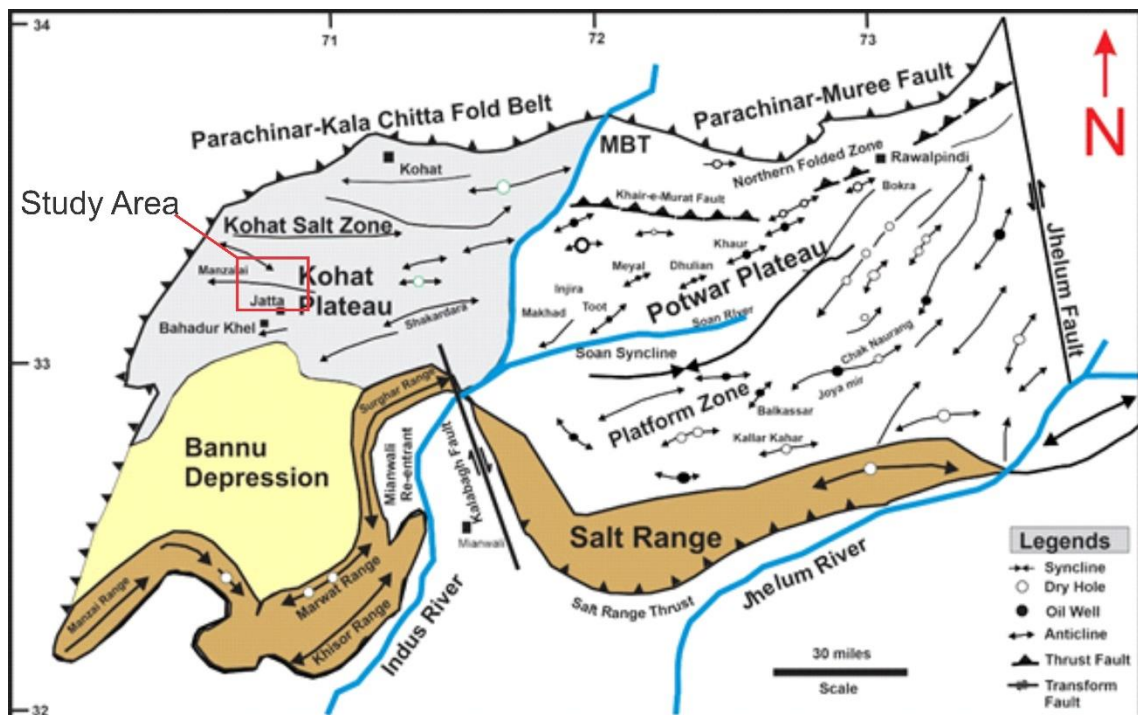 71
72
73
34
Parachinar-Kala Chitta Fold Belt
Parachinar-Muree Fault
N
MBT
Northern Folded Zone
Rawalpindi
Kohat
Bokra
Study Area
Khair-e-Murat Fault
Kohat Salt Zone
Khaur
Manzalai
Kohat
Plateau
Meyal
Dhulian
Potwar Plateau
Jhelum Fault
Jatta
Injira
Makhad
Toot
Soan River
Bahadur Khel
Shakardara
33
Soan Syncline
Chak Naurang
Joya mir
Surghar Range
Platform Zone
Balkassar
Kallar Kahar
Bannu
Depression
Mianwali
Re-entrant
Kalabagh Fault
Mianwali
Salt Range
Manzai Range
Marwat Range
Khisor Range
Indus River
Salt Range Thrust
Jhelum River
Legends
Syncline
Dry Hole
Oil Well
Anticline
Thrust Fault
Transform
Fault
30 miles
Scale
32